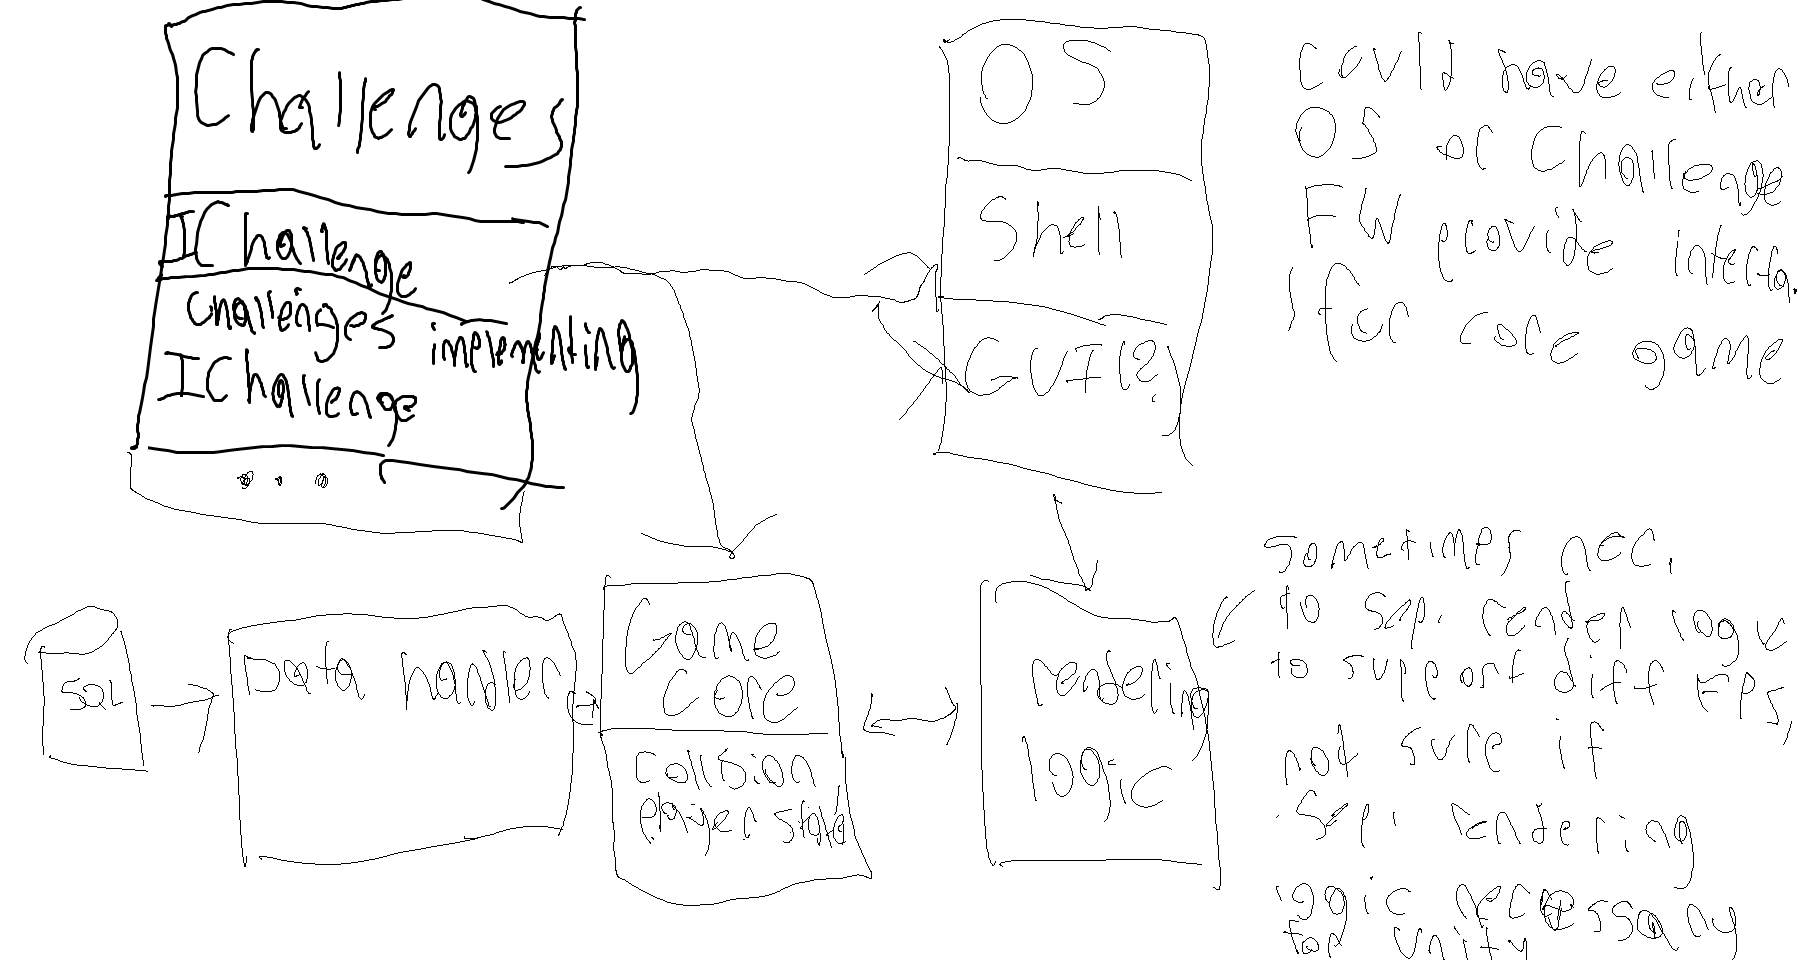 Challenges
IChallenge
challenges implementing
IChallenge
OS
Shell
GUI(?)
could have either
OS or Challenge
FW provide interfa.
for core game
SQL
Data handler
Game
Core
Collision
player state
rendering
logic
sometimes nec.
to sep. render logic
to support diff FPS,
not sure if
sep. rendering
logic necessary
for unity